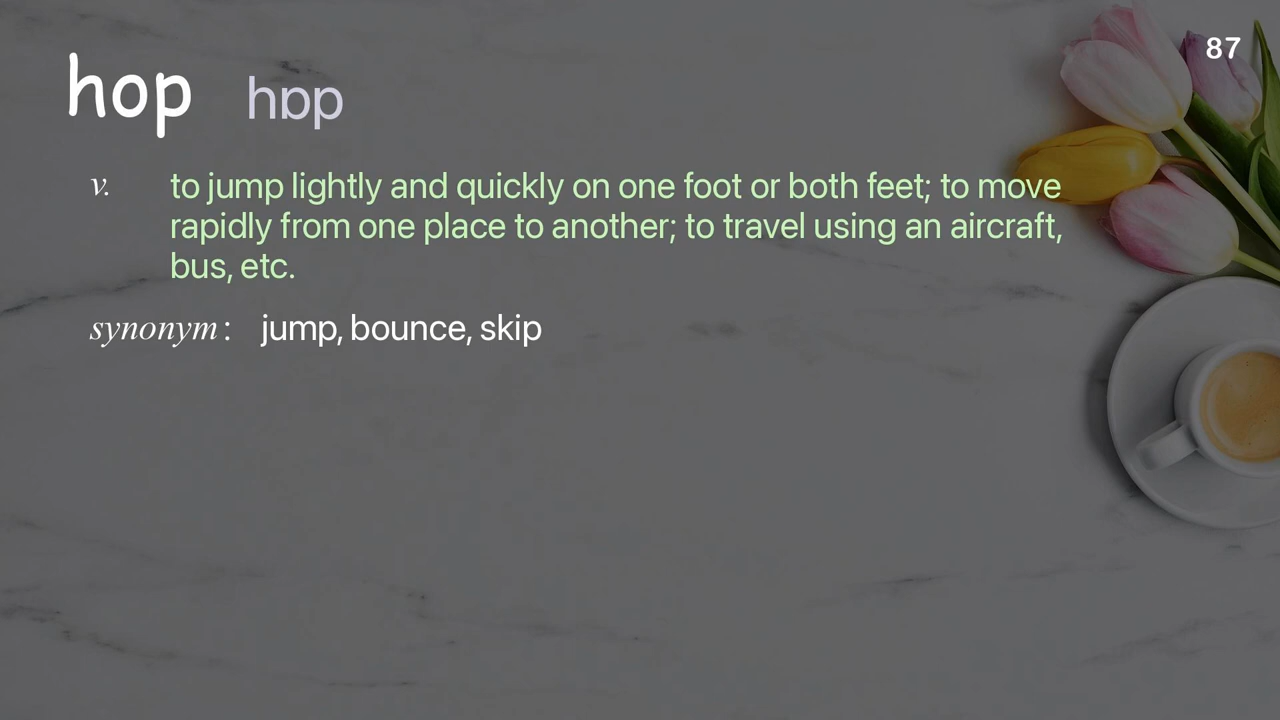 87
hop hɒp
v. to jump lightly and quickly on one foot or both feet; to move
rapidly from one place to another; to travel using an aircraft,
bus, etc.
synonym: jump, bounce, skip